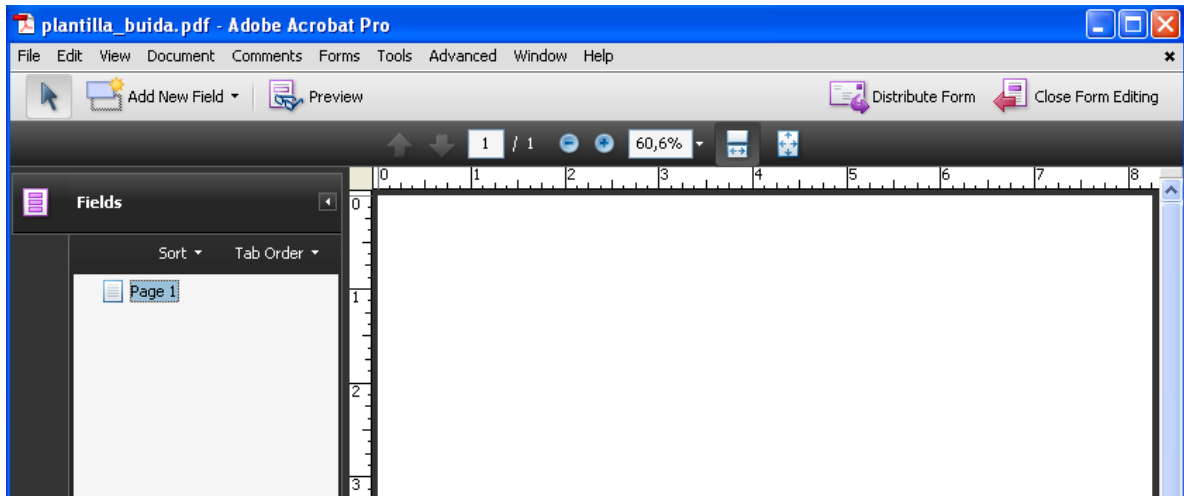 plantilla_buida.pdf - Adobe Acrobat Pro
File Edit View Document Comments Forms Tools Advanced Window Help
Add New Field Preview Distribute Form Close Form Editing
1 / 1 60,6%
0 1 2 3 4 5 6 7 8
Fields
0
Sort Tab Order
Page 1
1
2
3